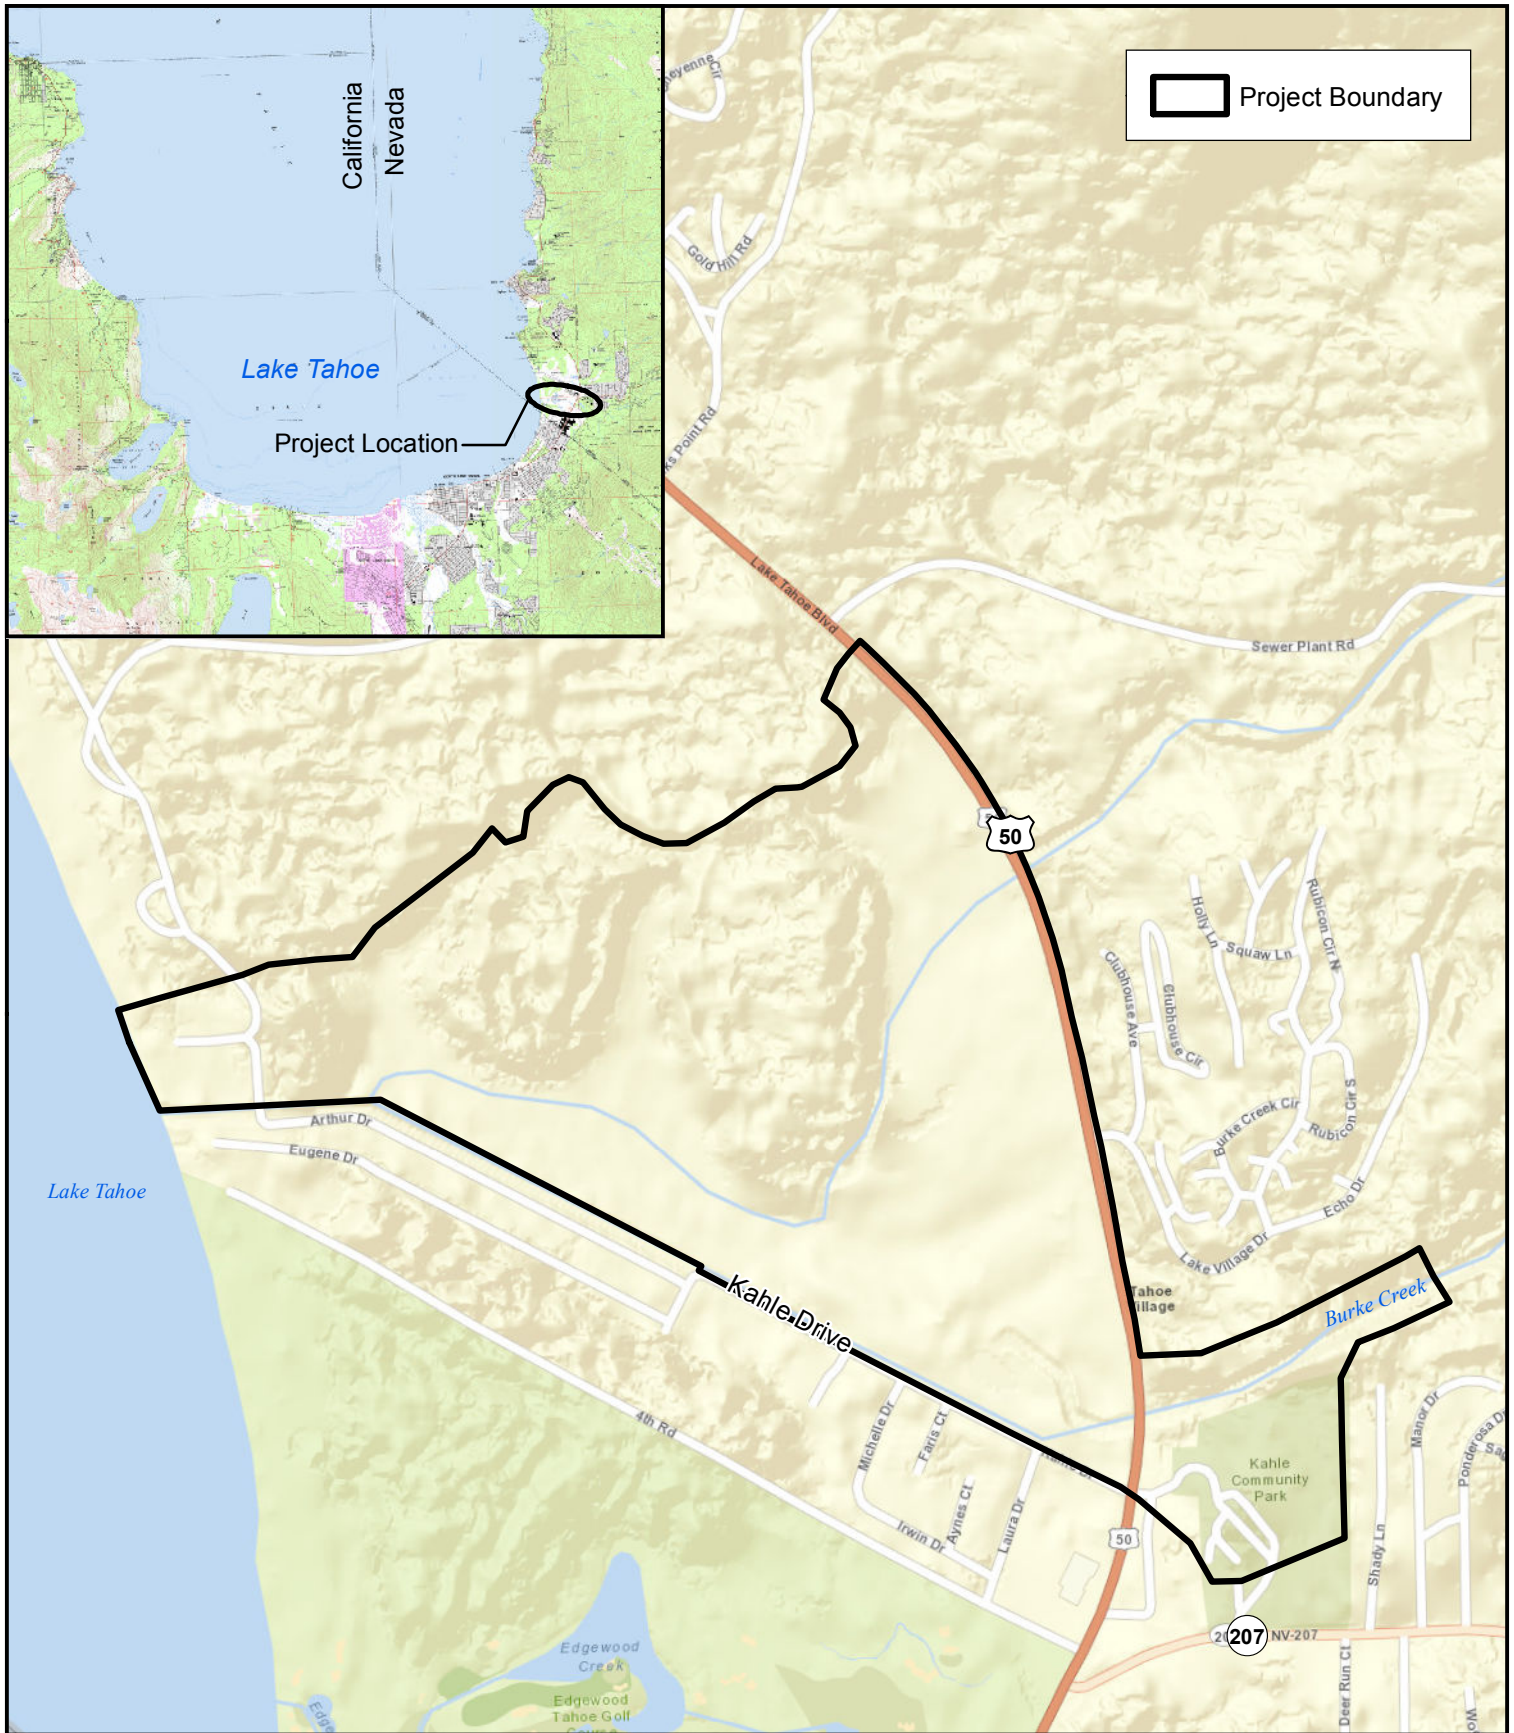 California
Nevada
Lake Tahoe
Project Location
Project Boundary
Gold Hill Rd
ks Point Rd
Lake Tahoe Blvd
Sewer Plant Rd
50
Holly Ln
Squaw Ln
Rubicon Cir N
Clubhouse Ave
Clubhouse Cir
Burke Creek Cir
Rubicon Cir S
Echo Dr
Lake Village Dr
Arthur Dr
Eugene Dr
Lake Tahoe
Kahle Drive
Tahoe
Village
Burke Creek
4th Rd
Michelle Dr
Faris Ct
Aynes Ct
Irwin Dr
Laura Dr
Kahle
Community
Park
50
Shady Ln
Manor Dr
Ponderosa Dr
207
NV-207
Deer Run Ct
Edgewood
Creek
Edgewood
Tahoe Golf
Course